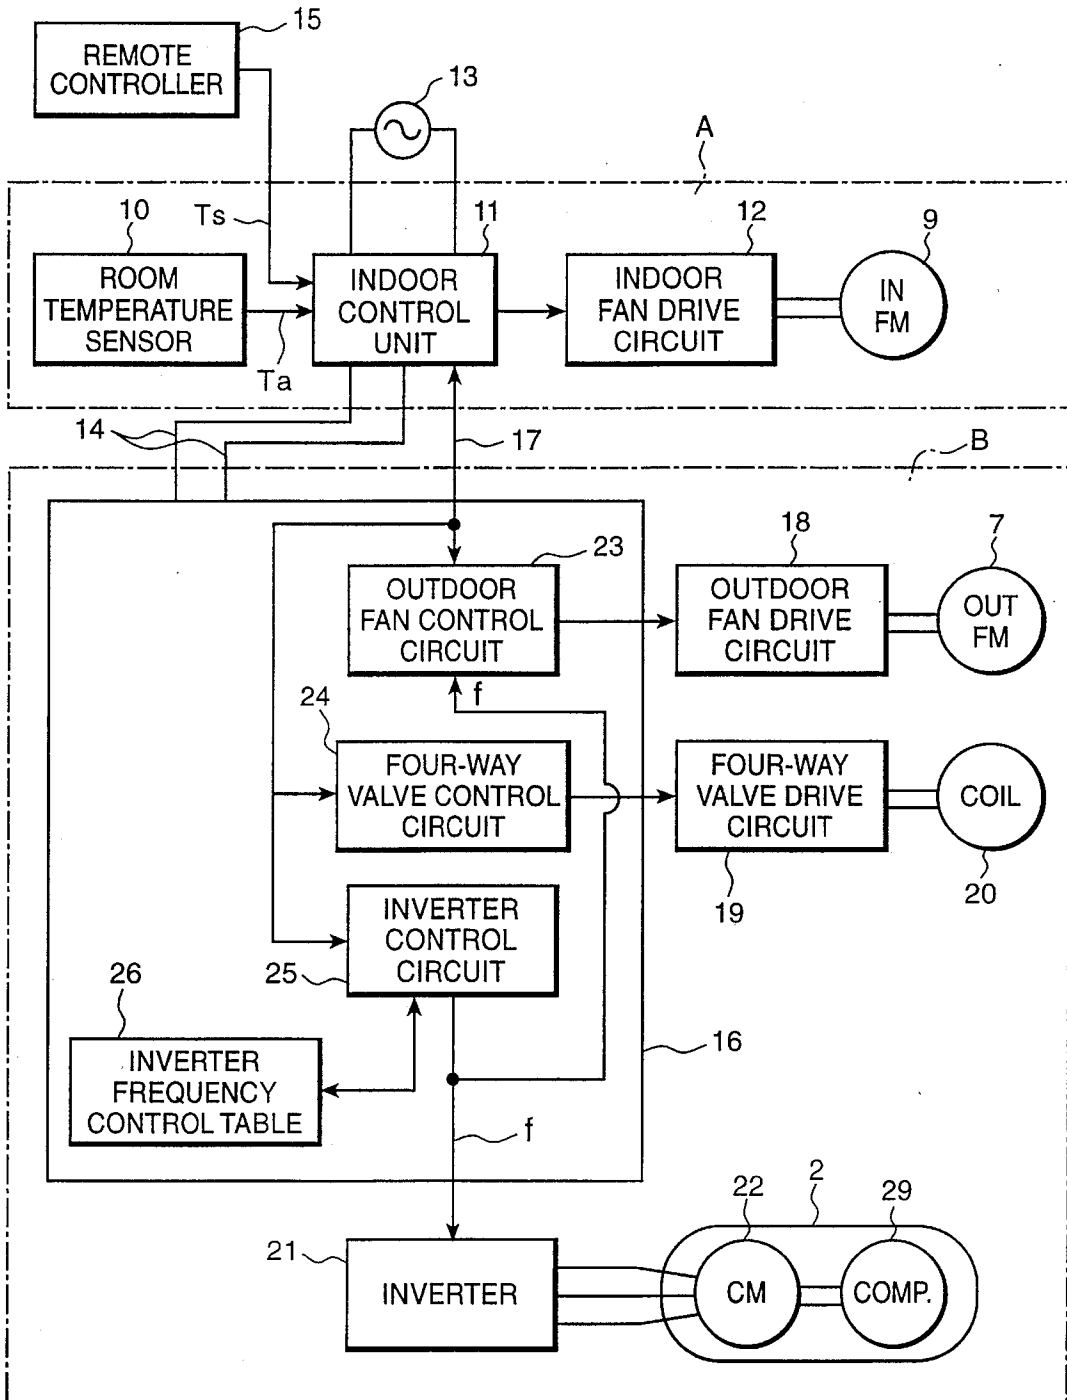 15
REMOTE
CONTROLLER
13
A
10
Ts
11
12
9
ROOM
TEMPERATURE
SENSOR
INDOOR
CONTROL
UNIT
INDOOR
FAN DRIVE
CIRCUIT
IN
FM
Ta
14
17
B
23
18
7
OUTDOOR
FAN CONTROL
CIRCUIT
OUTDOOR
FAN DRIVE
CIRCUIT
OUT
FM
f
24
FOUR-WAY
VALVE CONTROL
CIRCUIT
FOUR-WAY
VALVE DRIVE
CIRCUIT
COIL
19
20
INVERTER
CONTROL
CIRCUIT
25
26
16
INVERTER
FREQUENCY
CONTROL TABLE
f
22
2
29
21
INVERTER
CM
COMP.